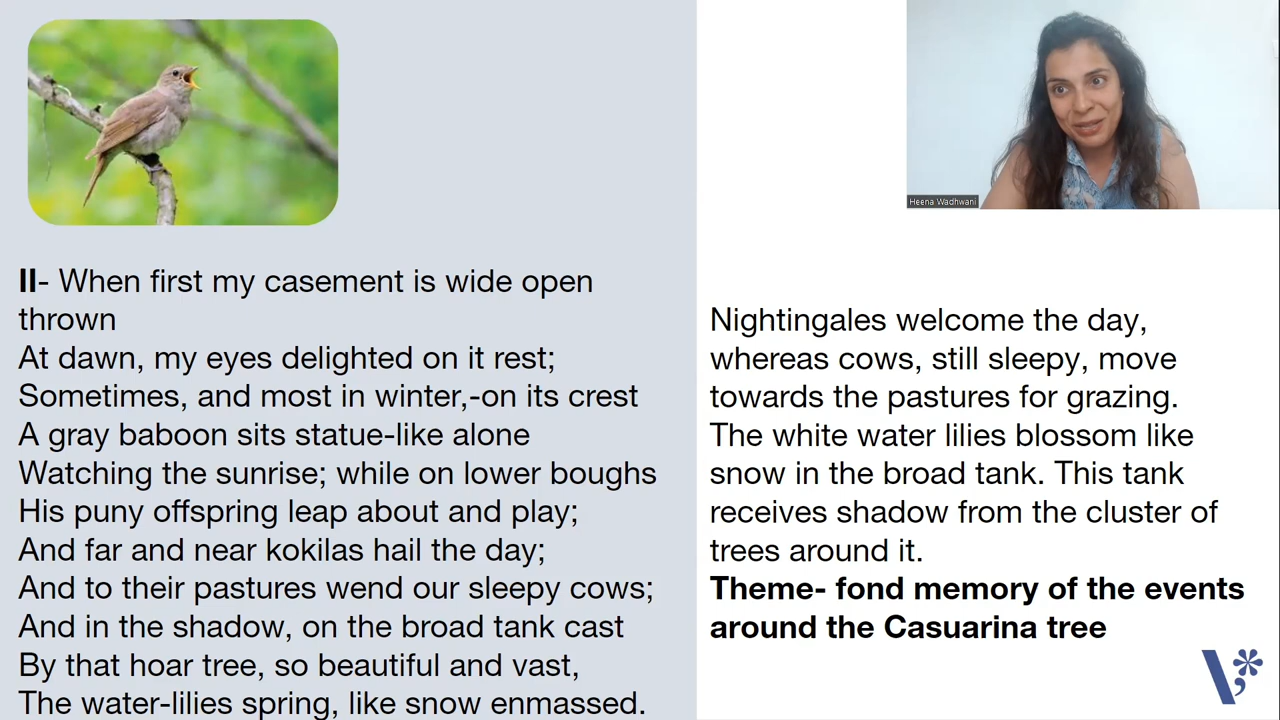 Heena Wadhwani
II- When first my casement is wide open
thrown
At dawn, my eyes delighted on it rest;
Sometimes, and most in winter,-on its crest
A gray baboon sits statue-like alone
Watching the sunrise; while on lower boughs
His puny offspring leap about and play;
And far and near kokilas hail the day;
And to their pastures wend our sleepy cows;
And in the shadow, on the broad tank cast
By that hoar tree, so beautiful and vast,
The water-lilies spring, like snow enmassed.
Nightingales welcome the day,
whereas cows, still sleepy, move
towards the pastures for grazing.
The white water lilies blossom like
snow in the broad tank. This tank
receives shadow from the cluster of
trees around it.
Theme- fond memory of the events
around the Casuarina tree